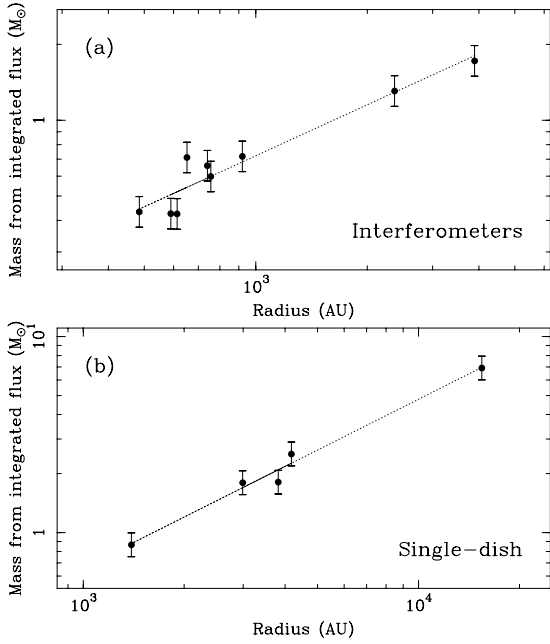 Mass from integrated flux (M⊙)
(a)
1
Interferometers
10³
Radius (AU)
Mass from integrated flux (M⊙)
10¹
(b)
1
Single-dish
10³
10⁴
Radius (AU)